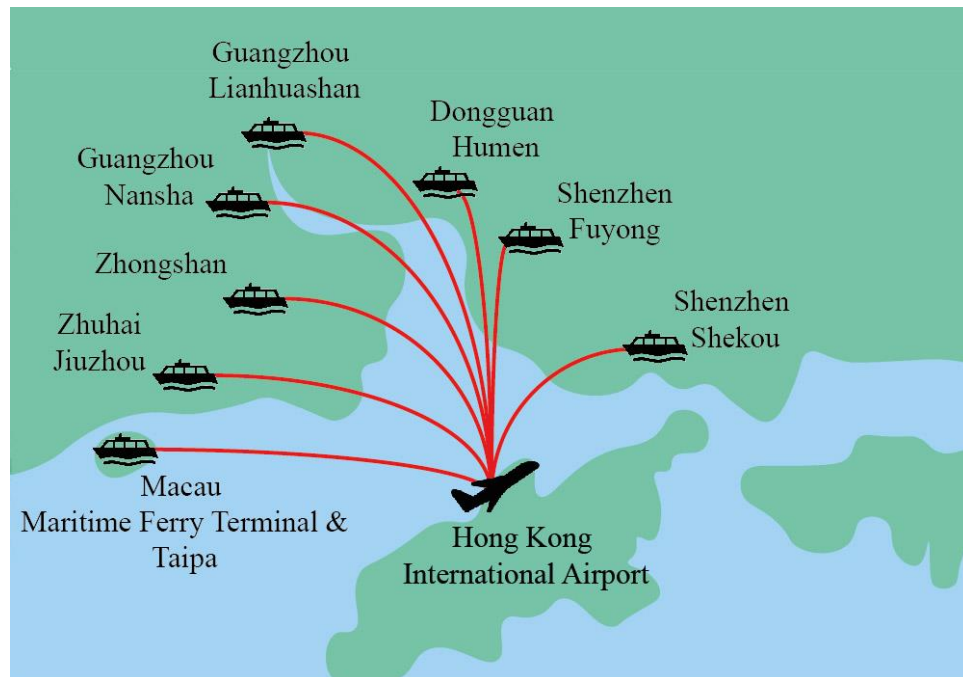 Guangzhou
Lianhuashan
Dongguan
Humen
Guangzhou
Nansha
Shenzhen
Fuyong
Zhongshan
Shenzhen
Shekou
Zhuhai
Jiuzhou
Macau
Maritime Ferry Terminal &
Taipa
Hong Kong
International Airport